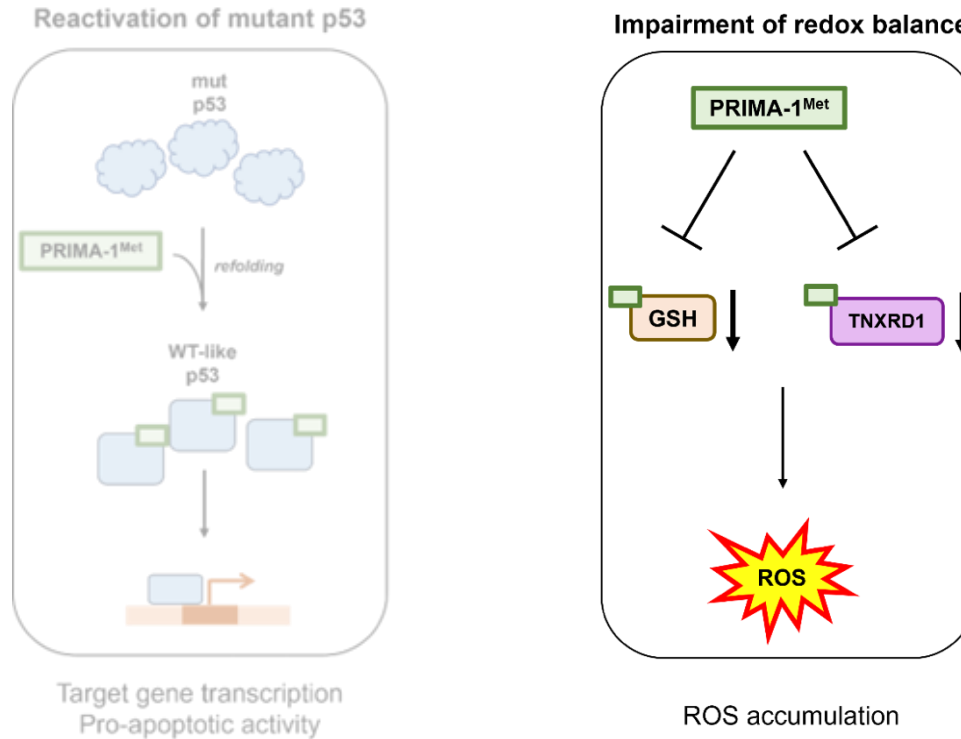 Reactivation of mutant p53
mut
p53
PRIMA-1ᴹᵉᵗ
refolding
WT-like
p53
Target gene transcription
Pro-apoptotic activity
Impairment of redox balance
PRIMA-1ᴹᵉᵗ
GSH
TNXRD1
ROS
ROS accumulation